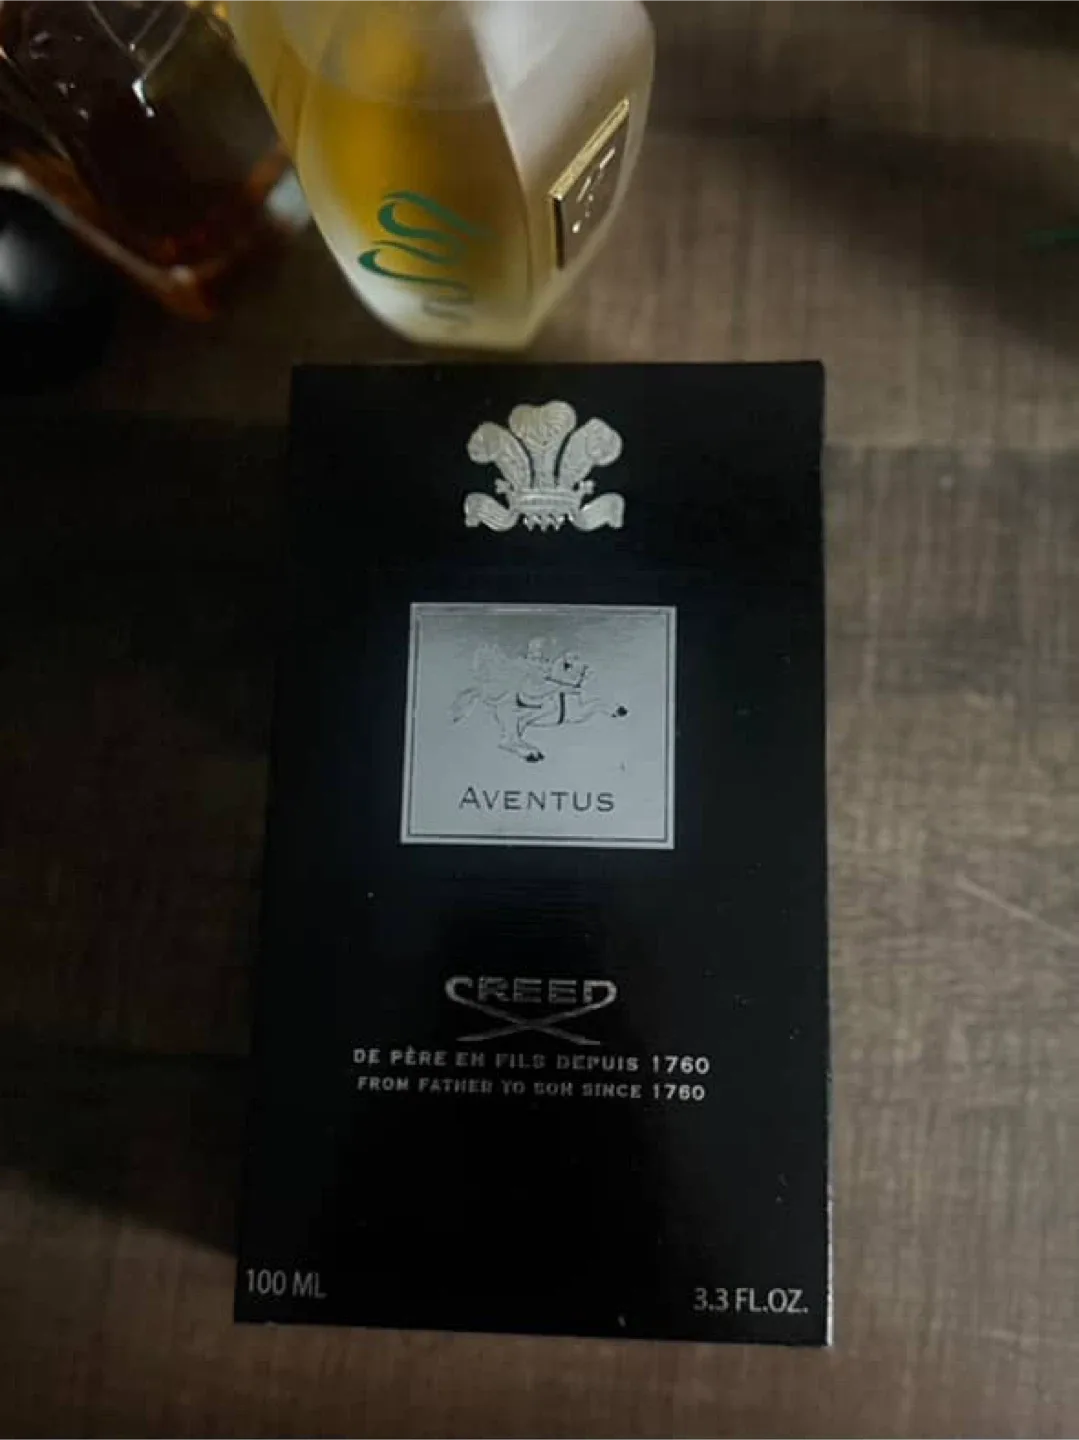 AVENTUS
CREED
DE PÈRE EN FILS DEPUIS 1760
FROM FATHER TO SON SINCE 1760
100 ML
3.3 FL.OZ.